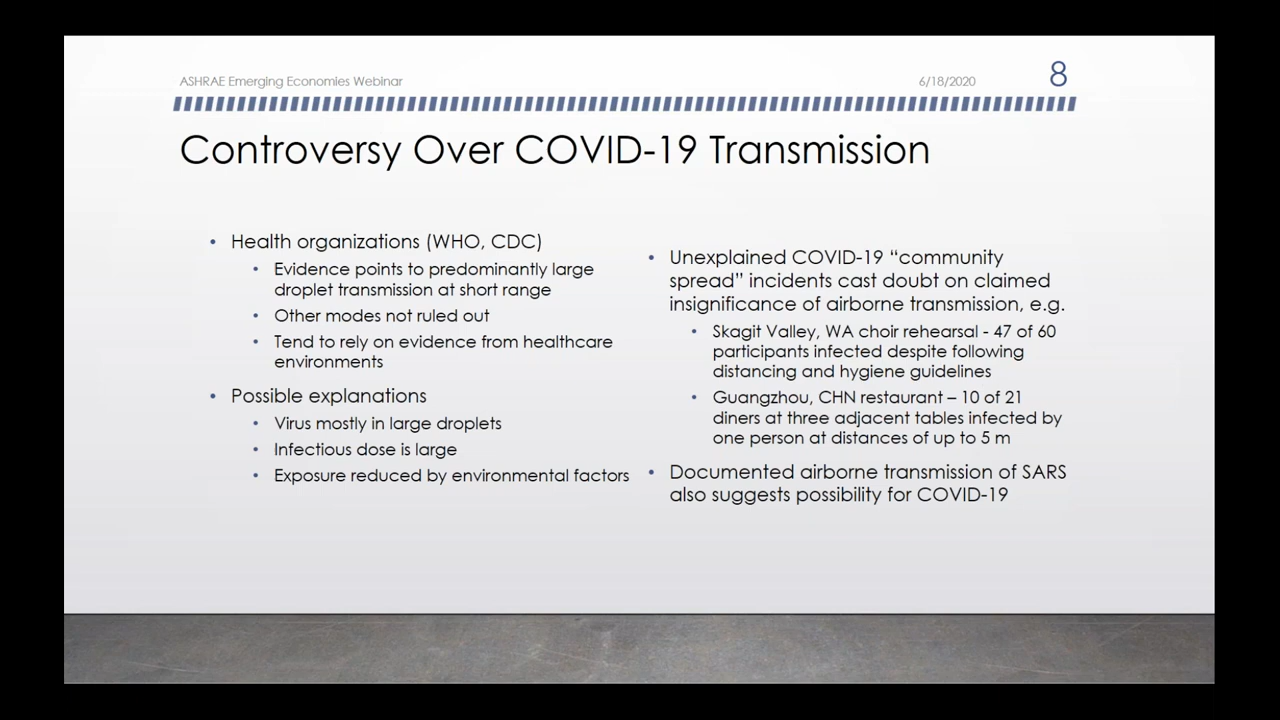 ASHRAE Emerging Economies Webinar
6/18/2020
8
Controversy Over COVID-19 Transmission
• Health organizations (WHO, CDC)
• Evidence points to predominantly large
droplet transmission at short range
• Other modes not ruled out
• Tend to rely on evidence from healthcare
environments
• Possible explanations
• Virus mostly in large droplets
• Infectious dose is large
• Exposure reduced by environmental factors
• Unexplained COVID-19 “community
spread” incidents cast doubt on claimed
insignificance of airborne transmission, e.g.
• Skagit Valley, WA choir rehearsal - 47 of 60
participants infected despite following
distancing and hygiene guidelines
• Guangzhou, CHN restaurant – 10 of 21
diners at three adjacent tables infected by
one person at distances of up to 5 m
• Documented airborne transmission of SARS
also suggests possibility for COVID-19